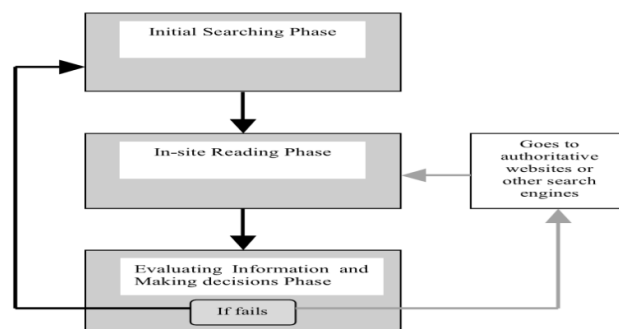 Initial Searching Phase
In-site Reading Phase
Goes to
authoritative
websites or
other search
engines
Evaluating Information and
Making decisions Phase
If fails